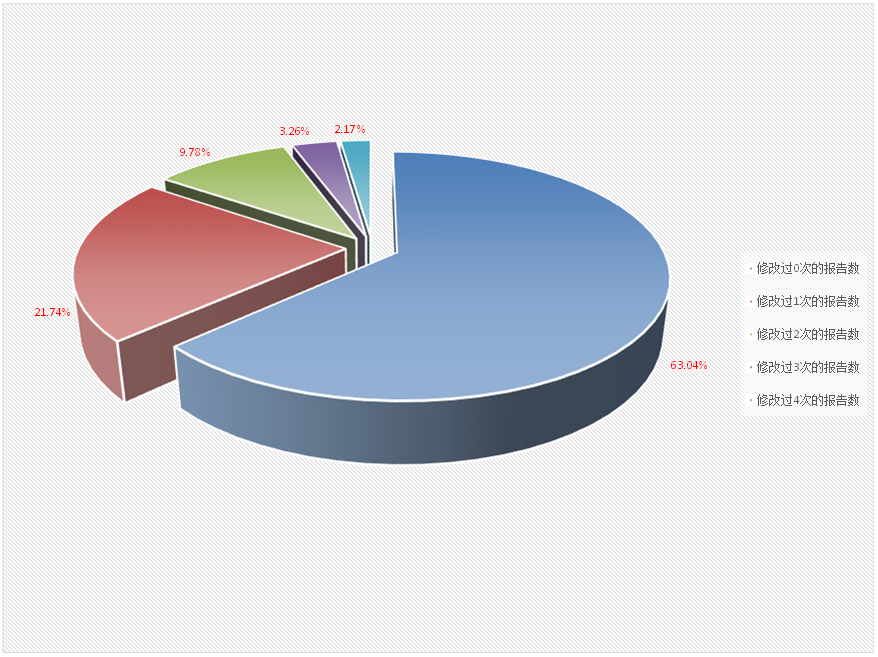 2.17%
3.26%
9.78%
21.74%
63.04%
修改过0次的报告数
修改过1次的报告数
修改过2次的报告数
修改过3次的报告数
修改过4次的报告数